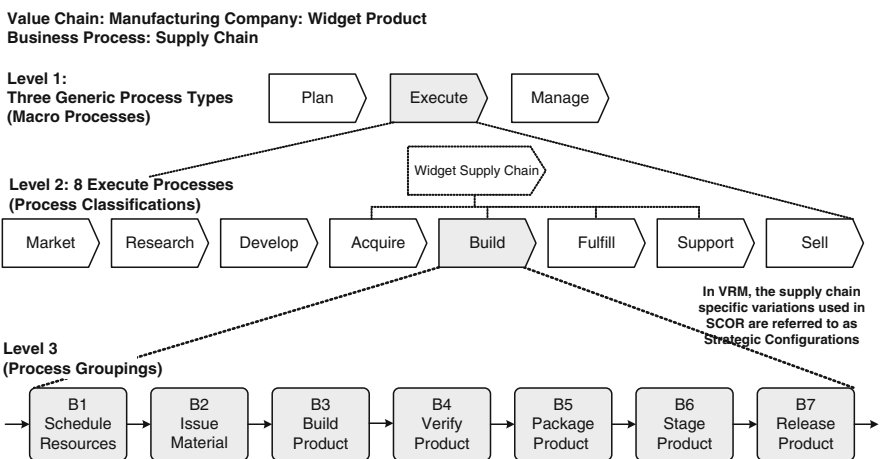 Value Chain: Manufacturing Company: Widget Product
Business Process: Supply Chain
Level 1:
Three Generic Process Types
(Macro Processes)
Plan
Execute
Manage
Widget Supply Chain
Level 2: 8 Execute Processes
(Process Classifications)
Market
Research
Develop
Acquire
Build
Fulfill
Support
Sell
In VRM, the supply chain
specific variations used in
SCOR are referred to as
Strategic Configurations
Level 3
(Process Groupings)
B1
Schedule
Resources
B2
Issue
Material
B3
Build
Product
B4
Verify
Product
B5
Package
Product
B6
Stage
Product
B7
Release
Product